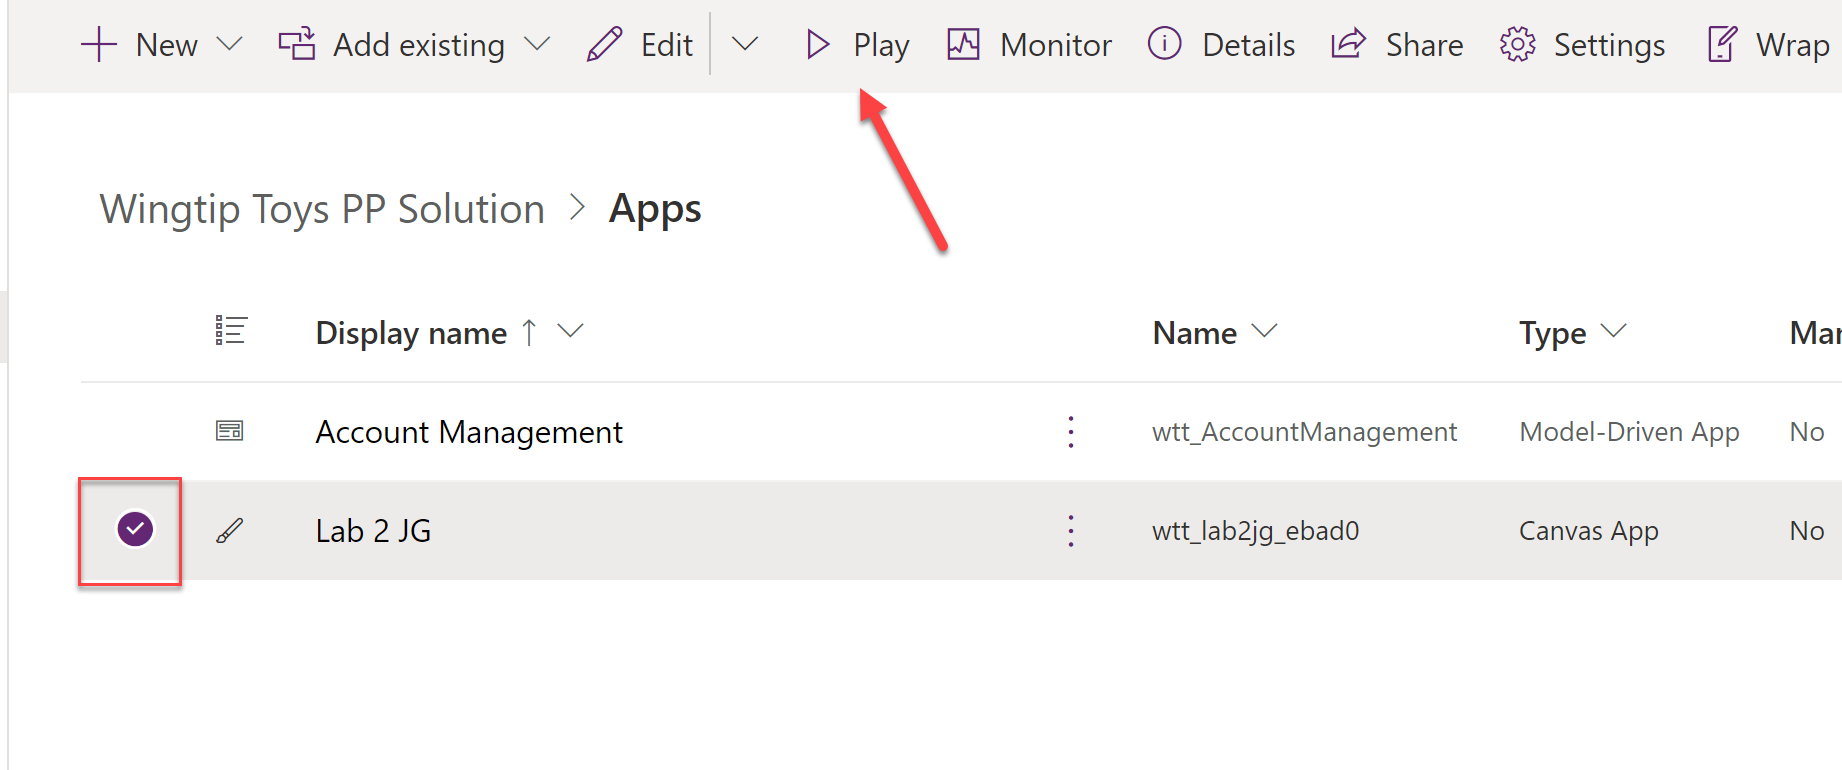 New Add existing Edit Play Monitor Details Share Settings Wrap
Wingtip Toys PP Solution > Apps
Display name ↑ Name Type Mar
Account Management wtt_AccountManagement Model-Driven App No
Lab 2 JG wtt_lab2jg_ebad0 Canvas App No